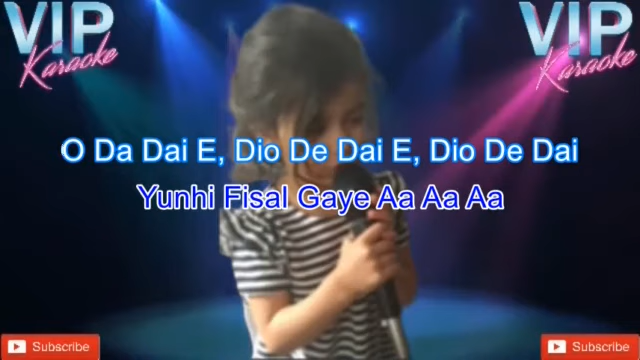 VIP VIP
Karaoke Karaoke
O Da Dai E, Dio De Dai E, Dio De Dai
Yunhi Fisal Gaye Aa Aa Aa
Subscribe Subscribe